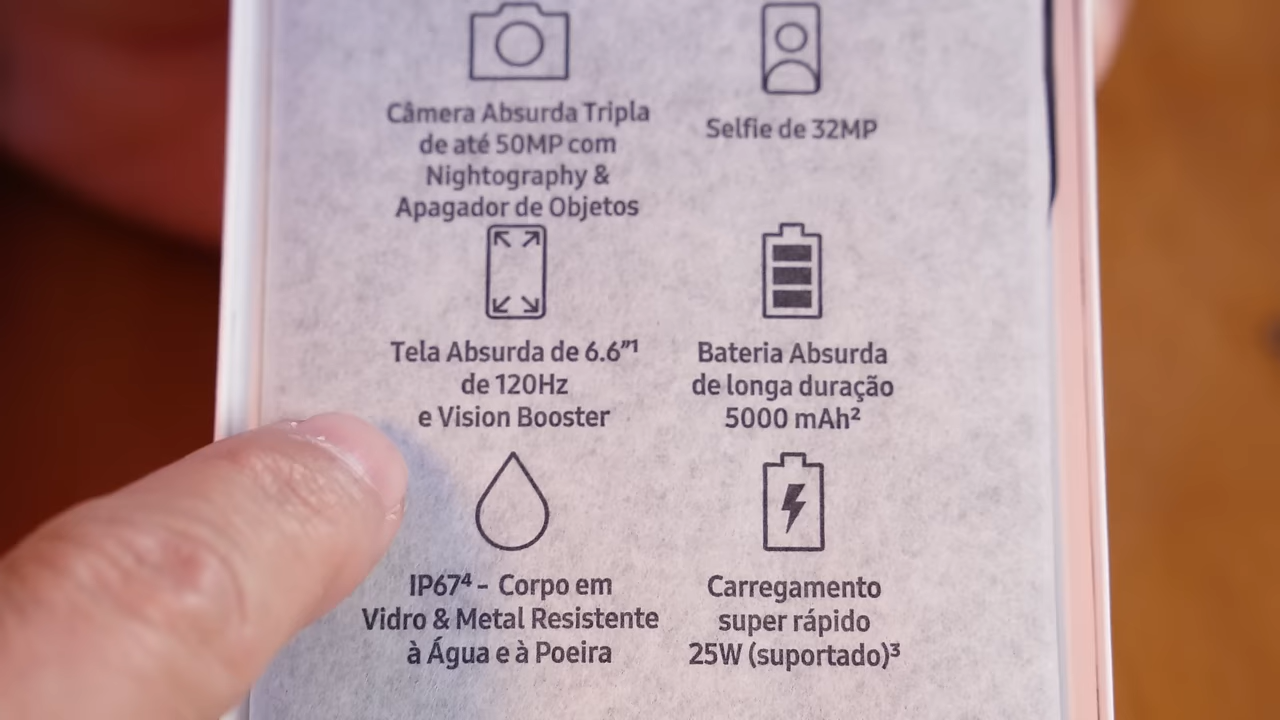 Câmera Absurda Tripla
de até 50MP com
Nightography &
Apagador de Objetos
Selfie de 32MP
Tela Absurda de 6.6”¹
de 120Hz
e Vision Booster
Bateria Absurda
de longa duração
5000 mAh²
IP67⁴ - Corpo em
Vidro & Metal Resistente
à Água e à Poeira
Carregamento
super rápido
25W (suportado)³